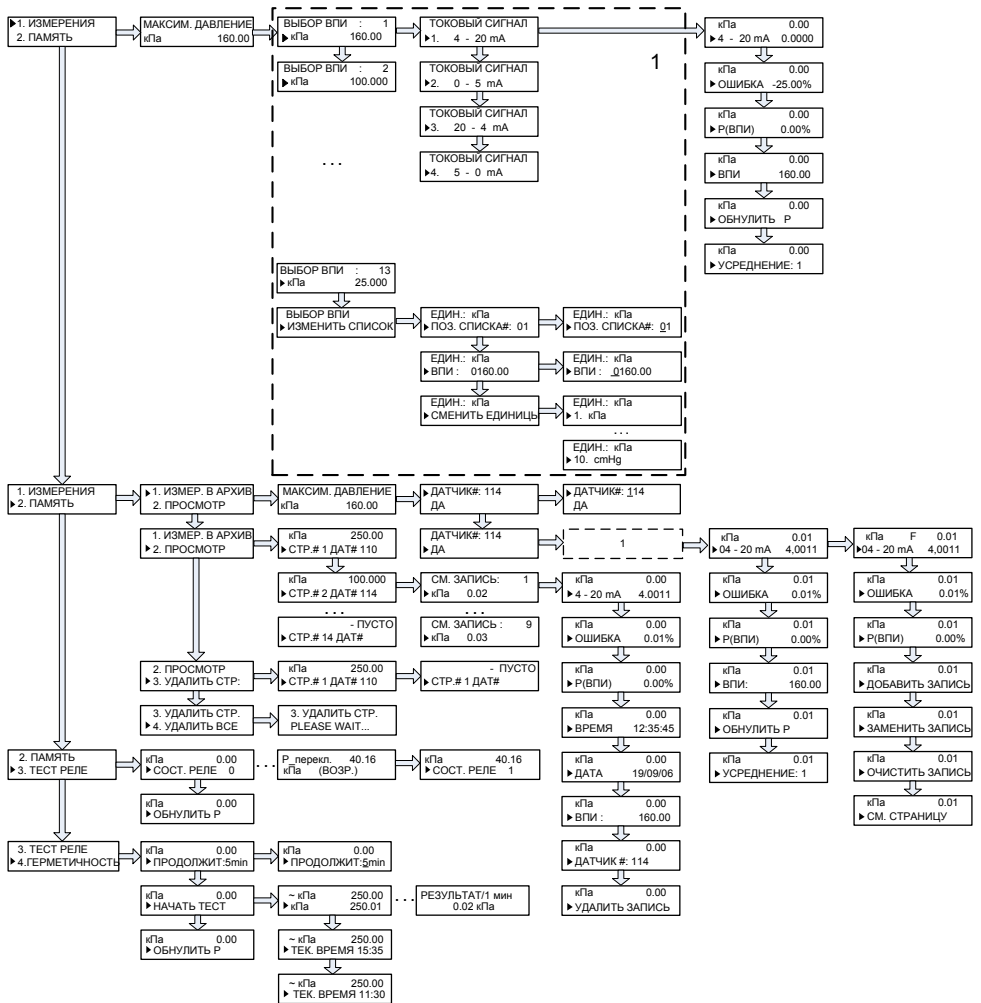 ▶1. ИЗМЕРЕНИЯ
2. ПАМЯТЬ
МАКСИМ. ДАВЛЕНИЕ
кПа 160.00
ВЫБОР ВПИ : 1
▶кПа 160.00
ВЫБОР ВПИ : 2
▶кПа 100.000
. . .
ВЫБОР ВПИ : 13
▶кПа 25.000
ВЫБОР ВПИ
▶ИЗМЕНИТЬ СПИСОК
ТОКОВЫЙ СИГНАЛ
▶1. 4 - 20 mA
ТОКОВЫЙ СИГНАЛ
▶2. 0 - 5 mA
ТОКОВЫЙ СИГНАЛ
▶3. 20 - 4 mA
ТОКОВЫЙ СИГНАЛ
▶4. 5 - 0 mA
1
ЕДИН.: кПа
▶ПОЗ. СПИСКА#: 01
ЕДИН.: кПа
▶ПОЗ. СПИСКА#: 01
ЕДИН.: кПа
▶ВПИ : 0160.00
ЕДИН.: кПа
▶ВПИ : 0160.00
ЕДИН.: кПа
▶СМЕНИТЬ ЕДИНИЦЬ
ЕДИН.: кПа
▶1. кПа
. . .
ЕДИН.: кПа
▶10. cmHg
кПа 0.00
▶4 - 20 mA 0.0000
кПа 0.00
▶ОШИБКА -25.00%
кПа 0.00
▶Р(ВПИ) 0.00%
кПа 0.00
▶ВПИ 160.00
кПа 0.00
▶ОБНУЛИТЬ Р
кПа 0.00
▶УСРЕДНЕНИЕ: 1
1. ИЗМЕРЕНИЯ
▶2. ПАМЯТЬ
▶1. ИЗМЕР. В АРХИВ
2. ПРОСМОТР
МАКСИМ. ДАВЛЕНИЕ
кПа 160.00
▶ДАТЧИК#: 114
ДА
▶ДАТЧИК#: 114
ДА
1. ИЗМЕР. В АРХИВ
▶2. ПРОСМОТР
кПа 250.00
▶СТР.# 1 ДАТ# 110
ДАТЧИК#: 114
▶ДА
1
кПа 0.01
▶04 - 20 mA 4,0011
кПа F 0.01
▶04 - 20 mA 4,0011
кПа 100.000
▶СТР.# 2 ДАТ# 114
. . .
- ПУСТО
▶СТР.# 14 ДАТ#
СМ. ЗАПИСЬ: 1
▶кПа 0.02
. . .
СМ. ЗАПИСЬ : 9
▶кПа 0.03
кПа 0.00
▶4 - 20 mA 4.0011
кПа 0.00
▶ОШИБКА 0.01%
кПа 0.00
▶Р(ВПИ) 0.00%
кПа 0.00
▶ВРЕМЯ 12:35:45
кПа 0.00
▶ДАТА 19/09/06
кПа 0.00
▶ВПИ : 160.00
кПа 0.00
▶ДАТЧИК #: 114
кПа 0.00
▶УДАЛИТЬ ЗАПИСЬ
кПа 0.01
▶ОШИБКА 0.01%
кПа 0.01
▶Р(ВПИ) 0.00%
кПа 0.01
▶ВПИ: 160.00
кПа 0.01
▶ОБНУЛИТЬ Р
кПа 0.01
▶УСРЕДНЕНИЕ: 1
кПа 0.01
▶ОШИБКА 0.01%
кПа 0.01
▶Р(ВПИ) 0.00%
кПа 0.01
▶ДОБАВИТЬ ЗАПИСЬ
кПа 0.01
▶ЗАМЕНИТЬ ЗАПИСЬ
кПа 0.01
▶ОЧИСТИТЬ ЗАПИСЬ
кПа 0.01
▶СМ. СТРАНИЦУ
2. ПРОСМОТР
▶3. УДАЛИТЬ СТР:
кПа 250.00
▶СТР.# 1 ДАТ# 110
- ПУСТО
▶СТР.# 1 ДАТ#
3. УДАЛИТЬ СТР.
▶4. УДАЛИТЬ ВСЕ
3. УДАЛИТЬ СТР.
PLEASE WAIT...
2. ПАМЯТЬ
▶3. ТЕСТ РЕЛЕ
кПа 0.00
▶СОСТ. РЕЛЕ 0
. . .
Р_перекл. 40.16
кПа (ВОЗР.)
кПа 40.16
▶СОСТ. РЕЛЕ 1
кПа 0.00
▶ОБНУЛИТЬ Р
3. ТЕСТ РЕЛЕ
▶4.ГЕРМЕТИЧНОСТЬ
кПа 0.00
▶ПРОДОЛЖИТ:5min
кПа 0.00
▶ПРОДОЛЖИТ:5min
кПа 0.00
▶НАЧАТЬ ТЕСТ
~ кПа 250.00
▶кПа 250.01
. . .
РЕЗУЛЬТАТ/1 мин
0.02 кПа
кПа 0.00
▶ОБНУЛИТЬ Р
~ кПа 250.00
▶ТЕК. ВРЕМЯ 15:35
~ кПа 250.00
▶ТЕК. ВРЕМЯ 11:30